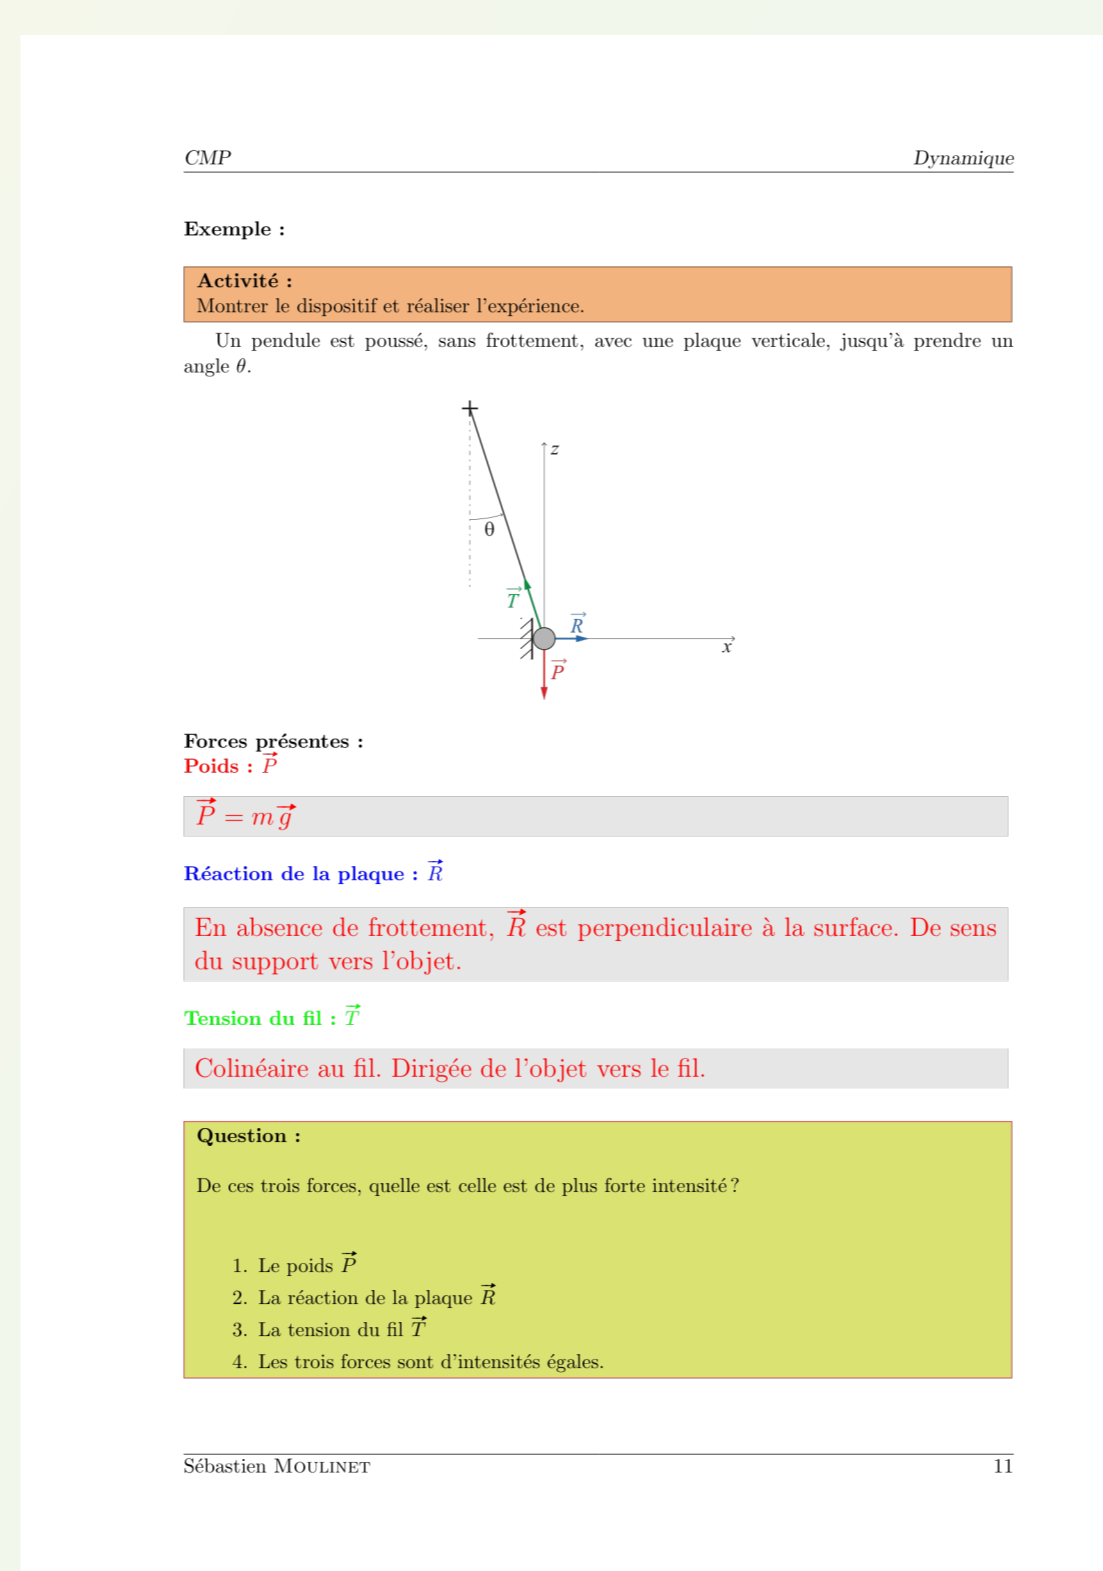 CMP Dynamique
Exemple :
Activité :
Montrer le dispositif et réaliser l'expérience.
Un pendule est poussé, sans frottement, avec une plaque verticale, jusqu'à prendre un
angle θ.
z
θ
T
R
x
P
Forces présentes :
Poids : P
P = mg
Réaction de la plaque : R
En absence de frottement, R est perpendiculaire à la surface. De sens
du support vers l'objet.
Tension du fil : T
Colinéaire au fil. Dirigée de l'objet vers le fil.
Question :
De ces trois forces, quelle est celle est de plus forte intensité ?
1. Le poids P
2. La réaction de la plaque R
3. La tension du fil T
4. Les trois forces sont d'intensités égales.
Sébastien MOULINET 11